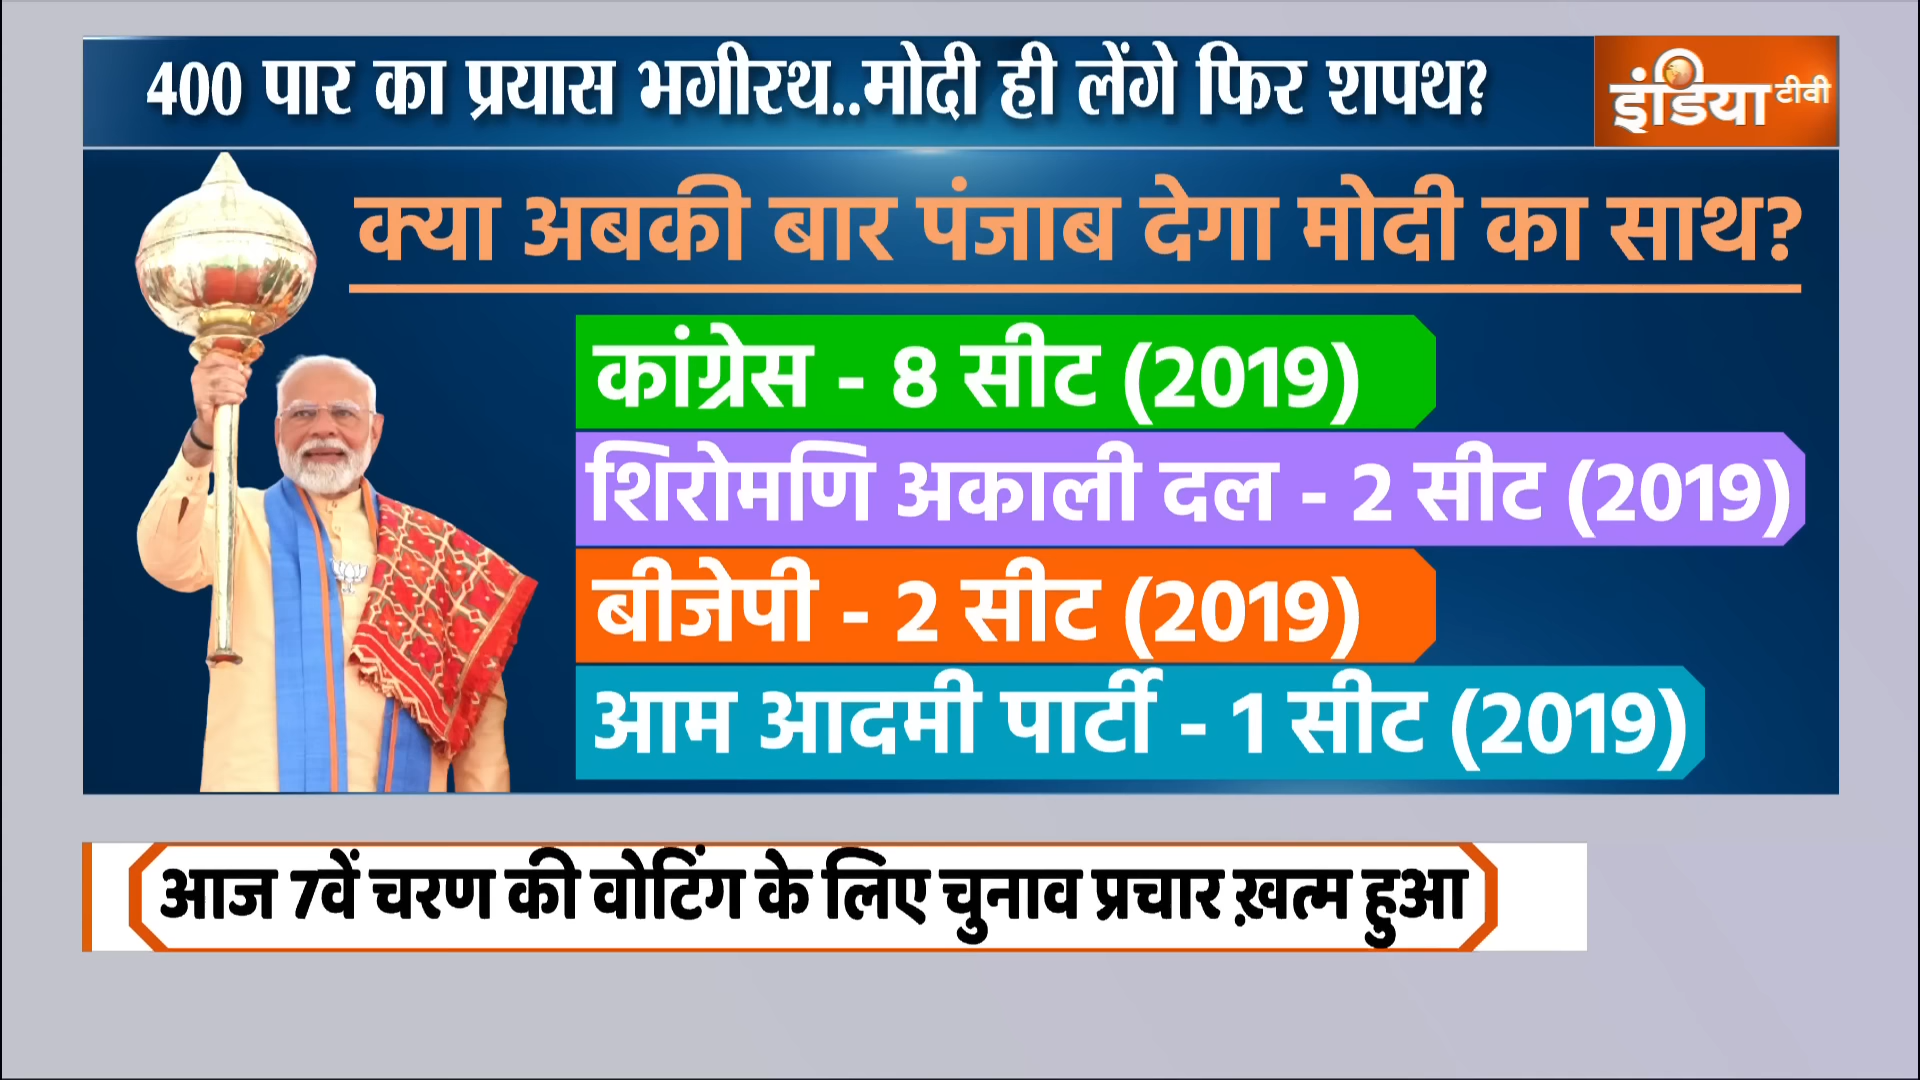 400 पार का प्रयास भगीरथ..मोदी ही लेंगे फिर शपथ?
इंडिया टीवी
क्या अबकी बार पंजाब देगा मोदी का साथ?
कांग्रेस - 8 सीट (2019)
शिरोमणि अकाली दल - 2 सीट (2019)
बीजेपी - 2 सीट (2019)
आम आदमी पार्टी - 1 सीट (2019)
आज 7वें चरण की वोटिंग के लिए चुनाव प्रचार ख़त्म हुआ